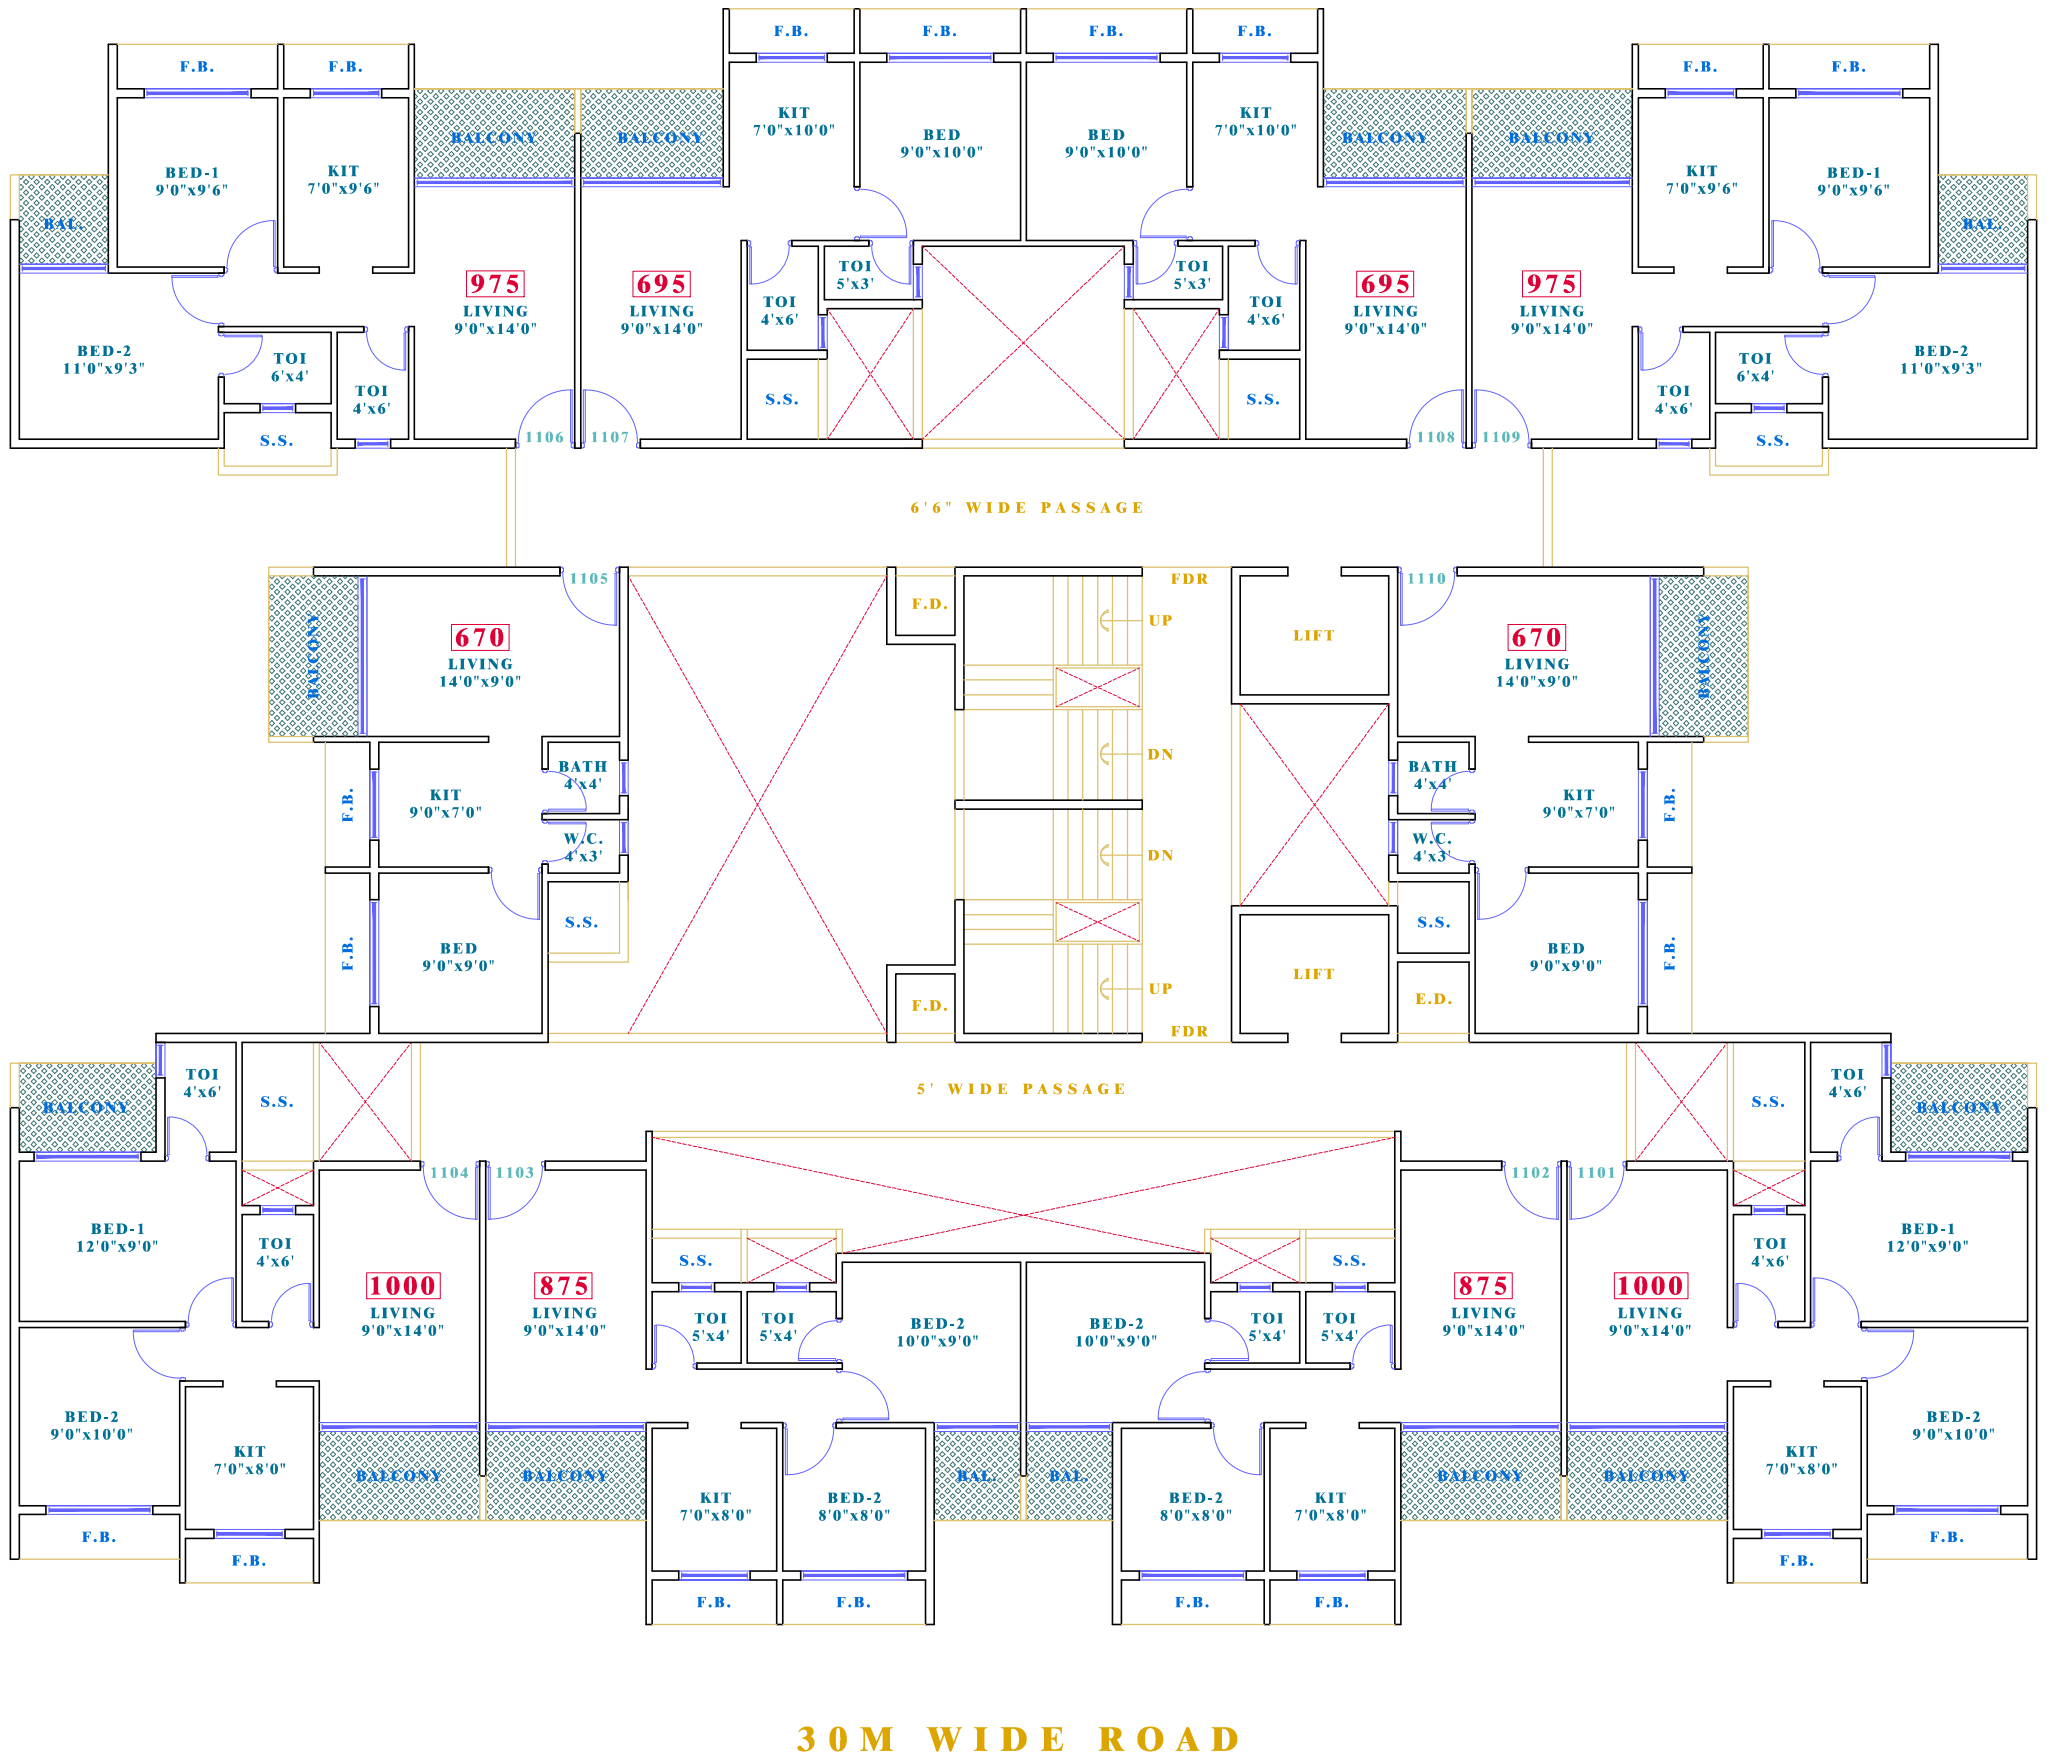 F.B.
F.B.
F.B.
F.B.
F.B.
F.B.
F.B.
F.B.
KIT
7'0"x10'0"
BED
9'0"x10'0"
BED
9'0"x10'0"
KIT
7'0"x10'0"
BALCONY
BALCONY
BALCONY
BALCONY
BED-1
9'0"x9'6"
KIT
7'0"x9'6"
KIT
7'0"x9'6"
BED-1
9'0"x9'6"
BAL.
BAL.
975
LIVING
9'0"x14'0"
695
LIVING
9'0"x14'0"
TOI
4'x6'
TOI
5'x3'
TOI
5'x3'
TOI
4'x6'
695
LIVING
9'0"x14'0"
975
LIVING
9'0"x14'0"
BED-2
11'0"x9'3"
TOI
6'x4'
TOI
4'x6'
TOI
4'x6'
TOI
6'x4'
BED-2
11'0"x9'3"
S.S.
S.S.
S.S.
S.S.
1106
1107
1108
1109
6'6" WIDE PASSAGE
1105
FDR
1110
F.D.
UP
LIFT
BALCONY
670
LIVING
14'0"x9'0"
670
LIVING
14'0"x9'0"
BALCONY
DN
BATH
4'x4'
BATH
4'x4'
F.B.
KIT
9'0"x7'0"
KIT
9'0"x7'0"
F.B.
W.C.
4'x3'
DN
W.C.
4'x3'
S.S.
S.S.
F.B.
BED
9'0"x9'0"
BED
9'0"x9'0"
F.B.
UP
LIFT
F.D.
E.D.
FDR
TOI
4'x6'
5' WIDE PASSAGE
TOI
4'x6'
BALCONY
S.S.
S.S.
BALCONY
1104
1103
1102
1101
BED-1
12'0"x9'0"
TOI
4'x6'
S.S.
S.S.
TOI
4'x6'
BED-1
12'0"x9'0"
1000
LIVING
9'0"x14'0"
875
LIVING
9'0"x14'0"
TOI
5'x4'
TOI
5'x4'
BED-2
10'0"x9'0"
BED-2
10'0"x9'0"
TOI
5'x4'
TOI
5'x4'
875
LIVING
9'0"x14'0"
1000
LIVING
9'0"x14'0"
BED-2
9'0"x10'0"
KIT
7'0"x8'0"
KIT
7'0"x8'0"
BED-2
9'0"x10'0"
BALCONY
BALCONY
BAL.
BAL.
BALCONY
BALCONY
KIT
7'0"x8'0"
BED-2
8'0"x8'0"
BED-2
8'0"x8'0"
KIT
7'0"x8'0"
F.B.
F.B.
F.B.
F.B.
F.B.
F.B.
F.B.
F.B.
30M WIDE ROAD